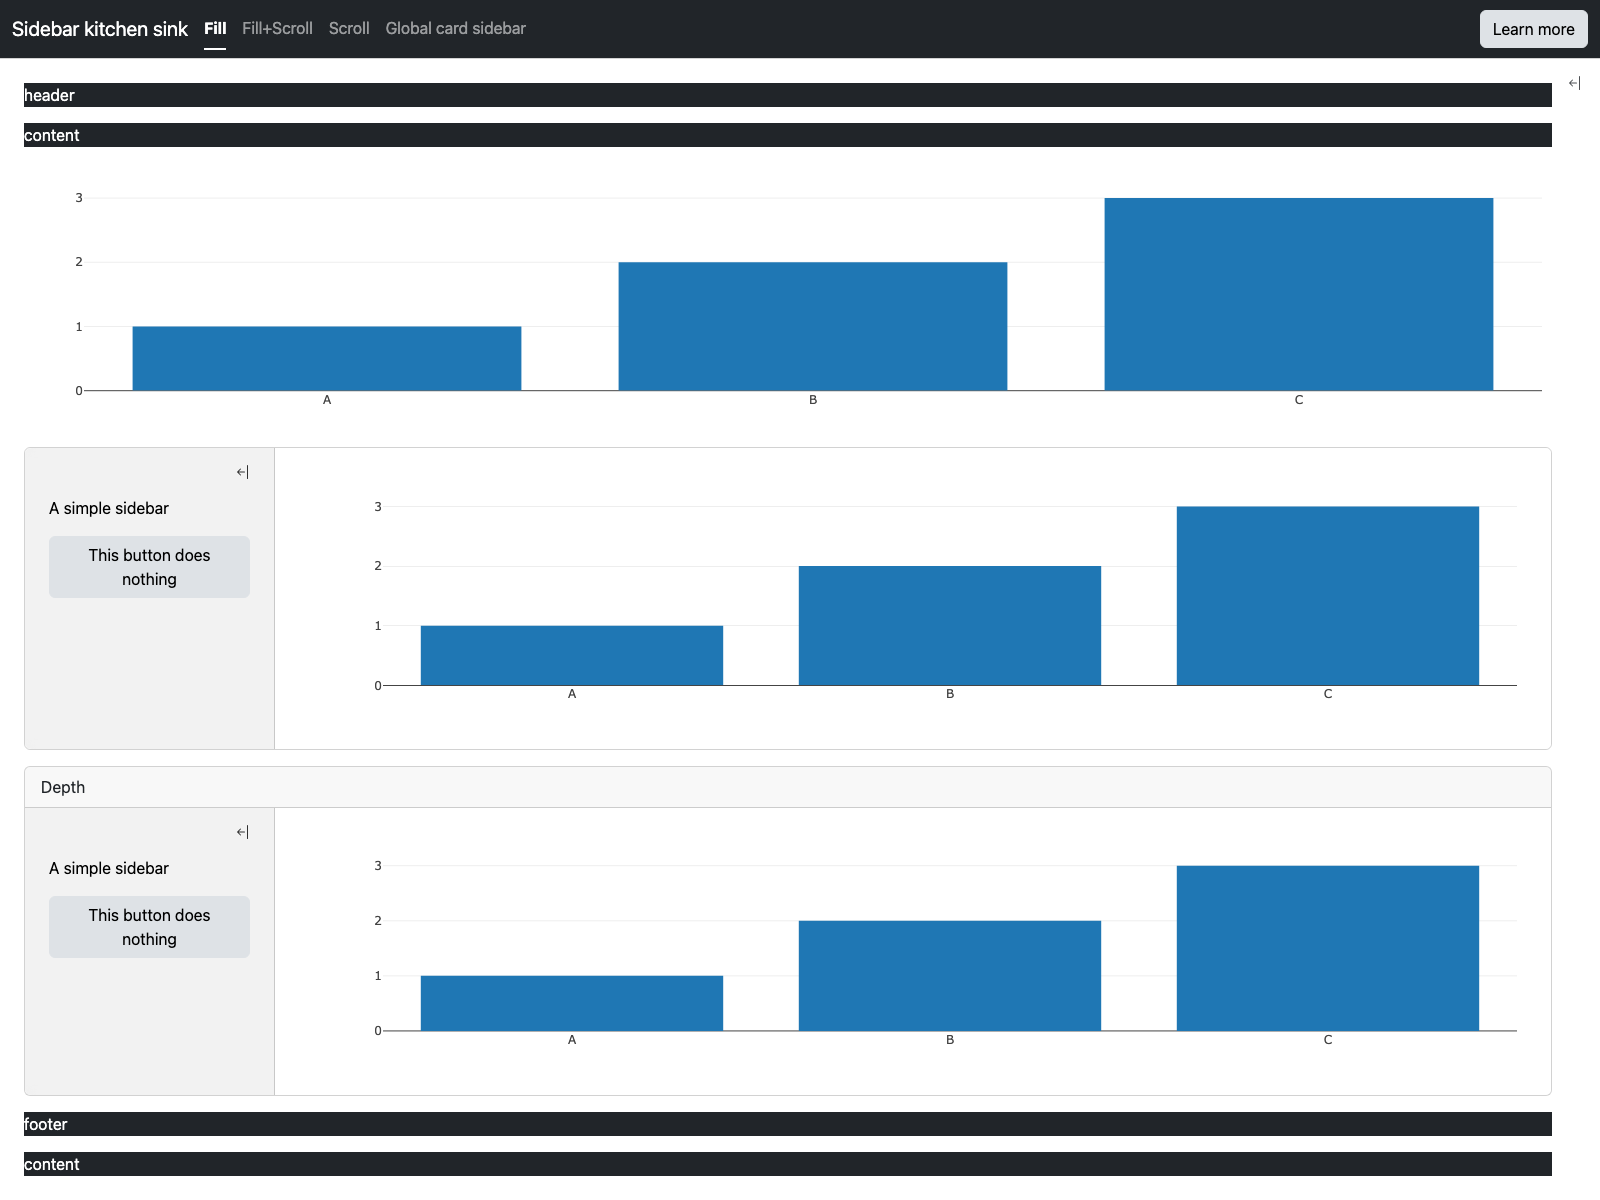 Sidebar kitchen sink Fill Fill+Scroll Scroll Global card sidebar Learn more
header
content
3
2
1
0
A B C
A simple sidebar
This button does
nothing
3
2
1
0
A B C
Depth
A simple sidebar
This button does
nothing
3
2
1
0
A B C
footer
content